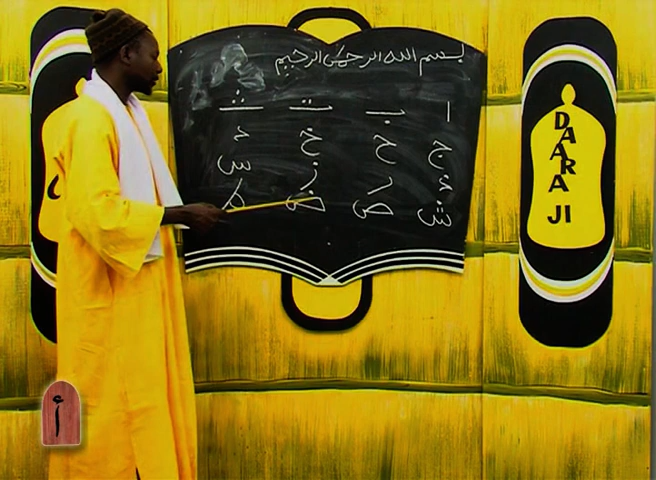 بسم الله الرحمن الرحيم
ا ب ت ث
ج ح خ د
ذ ر ز س
ش ص ض ط
DAARA
JI
أ